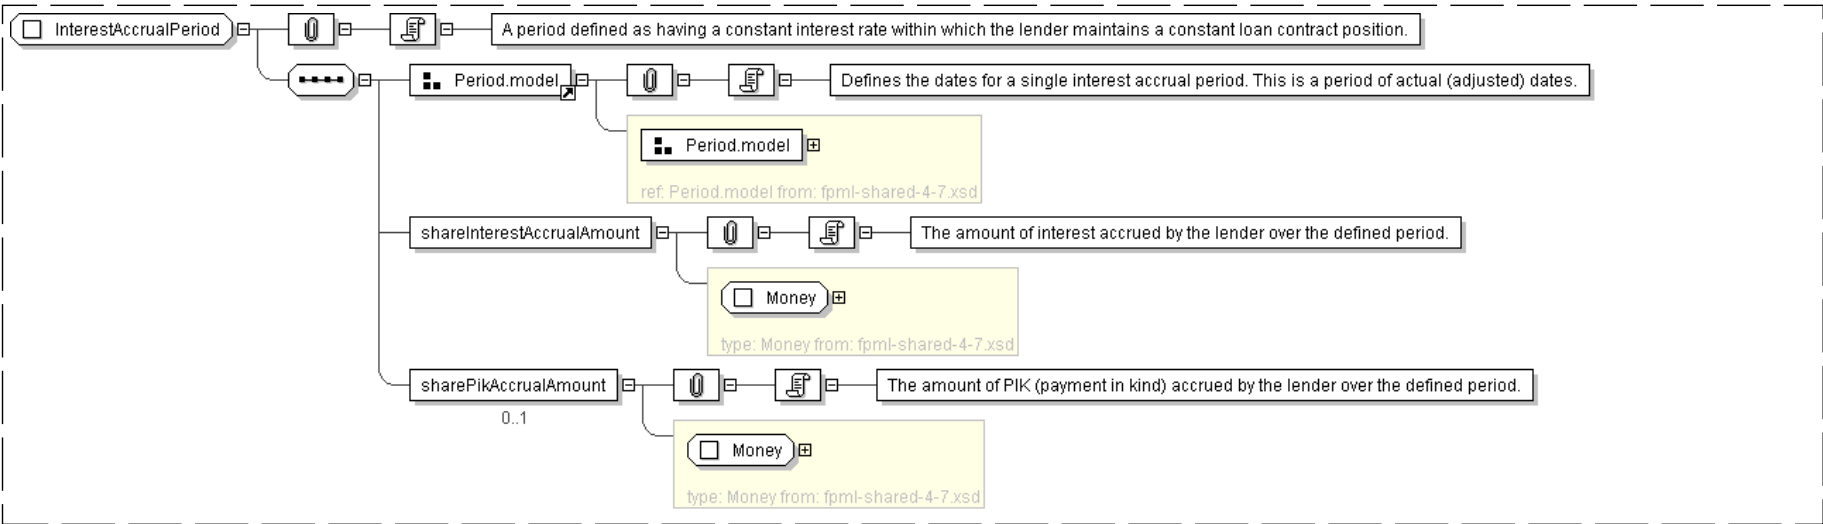 InterestAccrualPeriod
A period defined as having a constant interest rate within which the lender maintains a constant loan contract position.
Period.model
Defines the dates for a single interest accrual period. This is a period of actual (adjusted) dates.
Period.model
ref: Period.model from: fpml-shared-4-7.xsd
shareInterestAccrualAmount
The amount of interest accrued by the lender over the defined period.
Money
type: Money from: fpml-shared-4-7.xsd
sharePikAccrualAmount
The amount of PIK (payment in kind) accrued by the lender over the defined period.
0..1
Money
type: Money from: fpml-shared-4-7.xsd